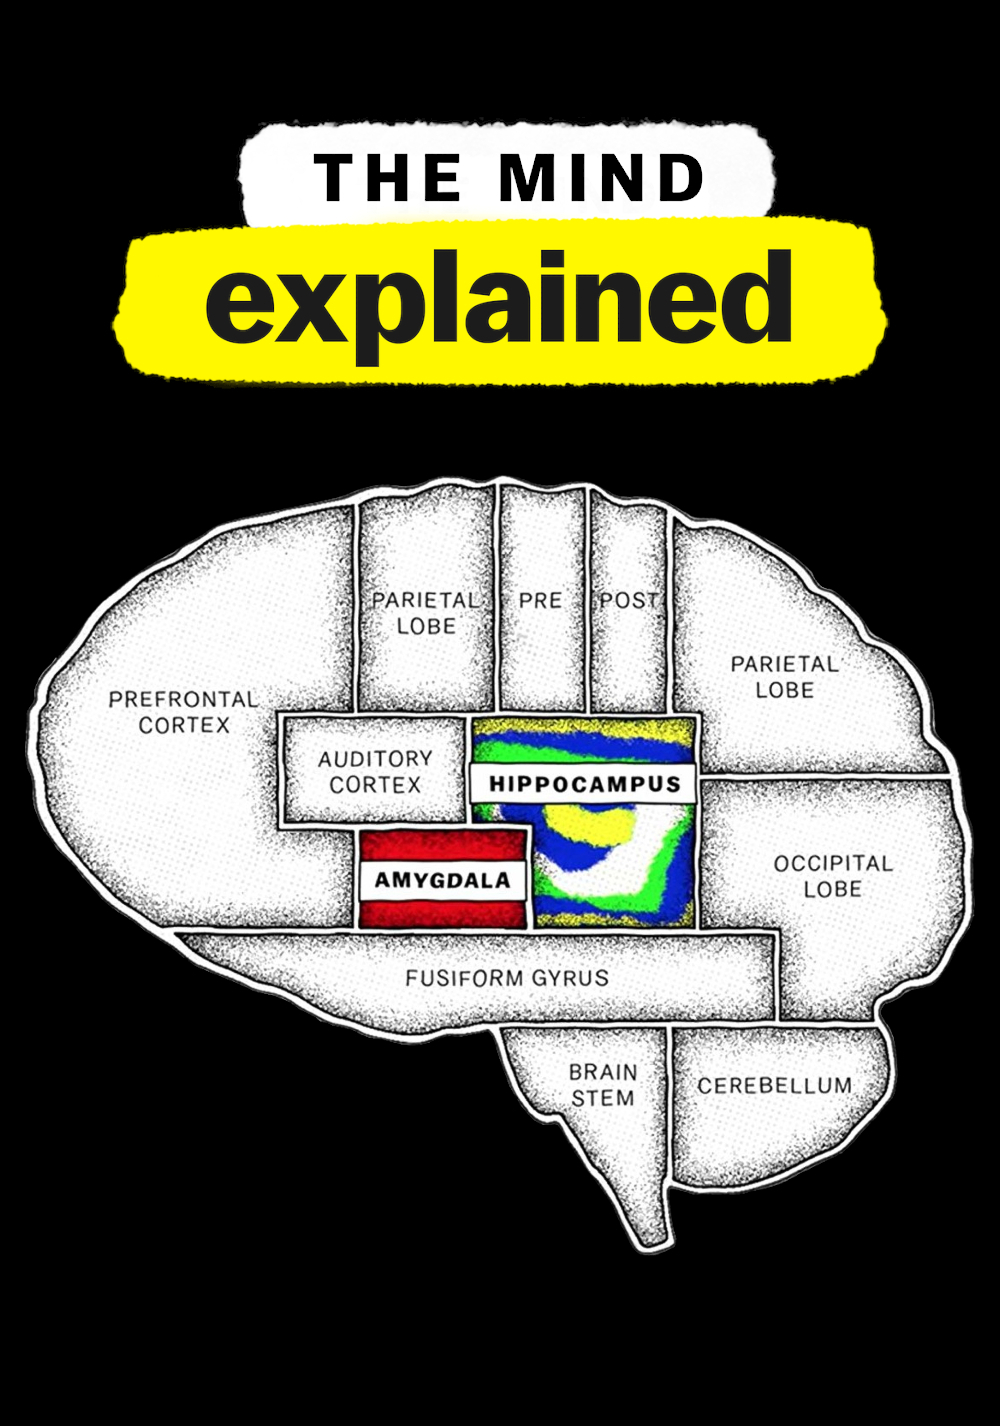 THE MIND
explained
PARIETAL
LOBE
PRE
POST
PARIETAL
LOBE
PREFRONTAL
CORTEX
AUDITORY
CORTEX
HIPPOCAMPUS
AMYGDALA
OCCIPITAL
LOBE
FUSIFORM GYRUS
BRAIN
STEM
CEREBELLUM